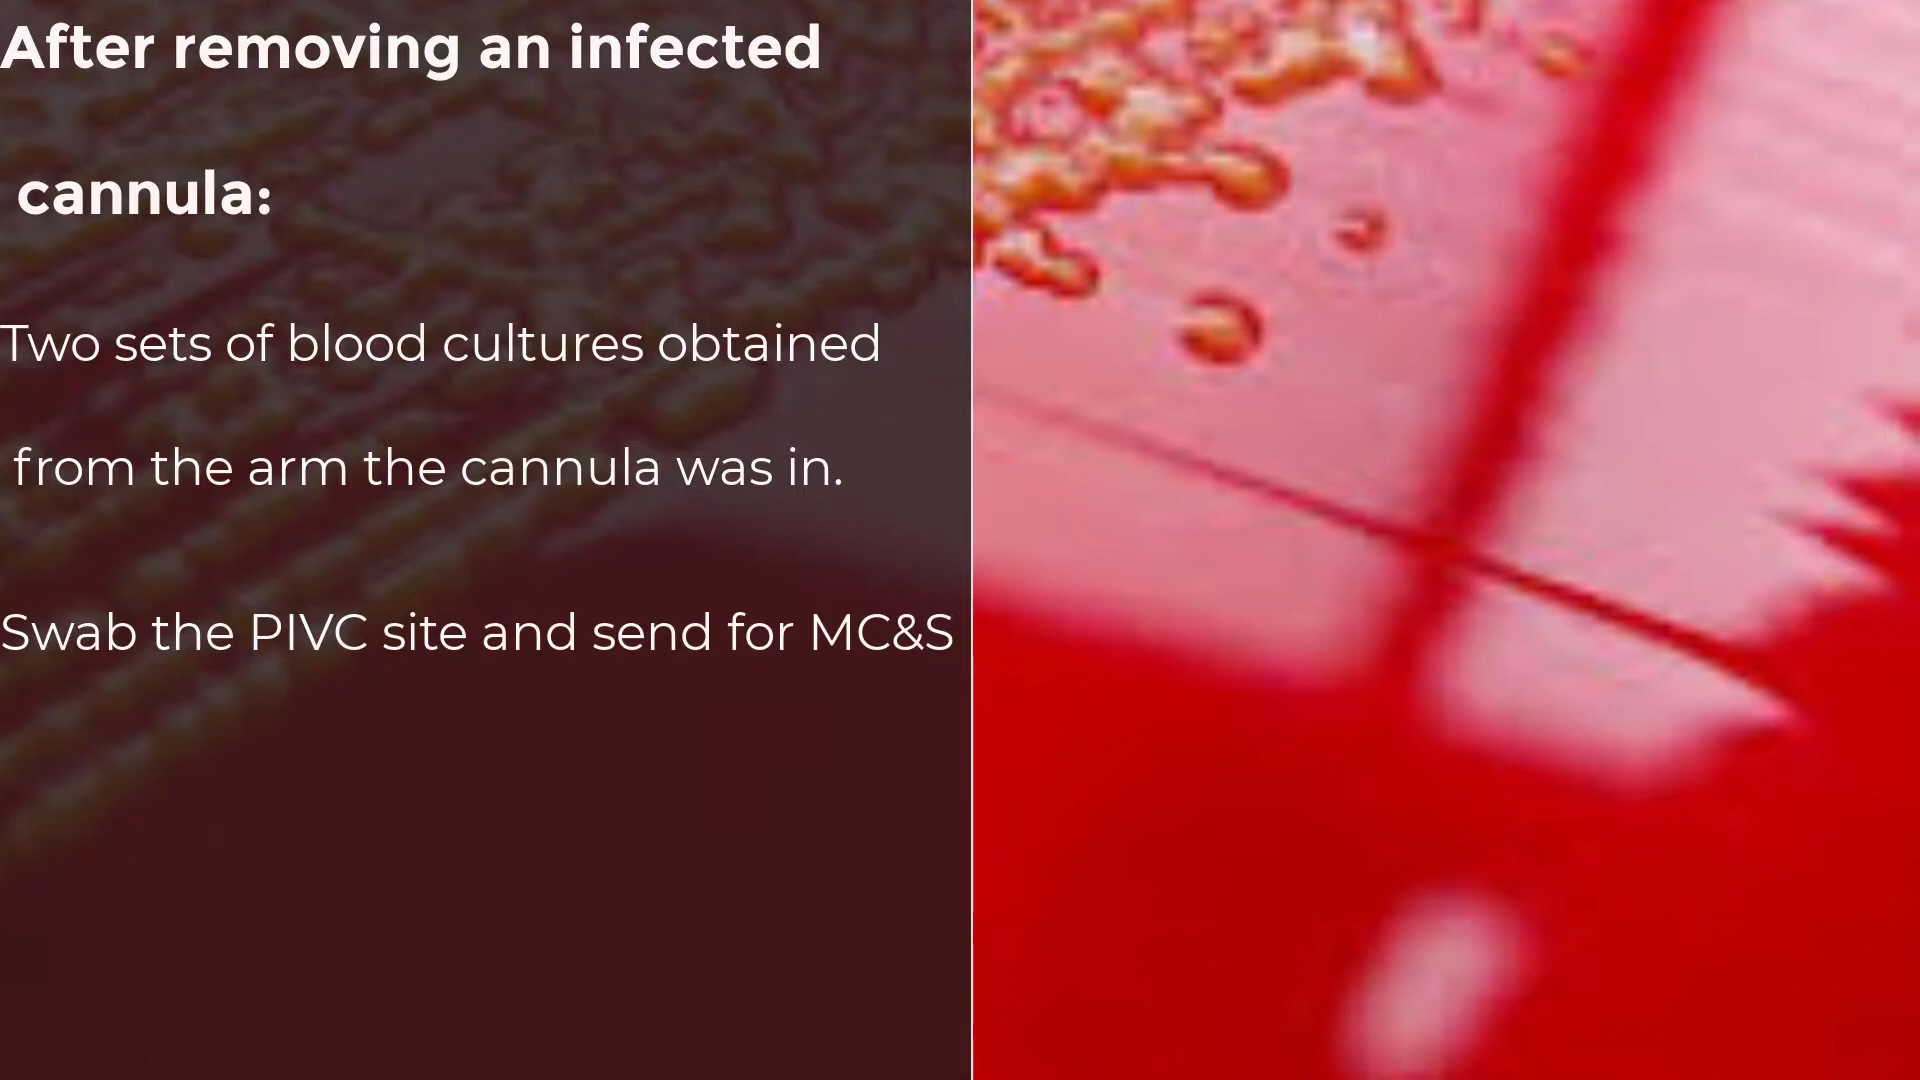 After removing an infected
cannula:
Two sets of blood cultures obtained
from the arm the cannula was in.
Swab the PIVC site and send for MC&S